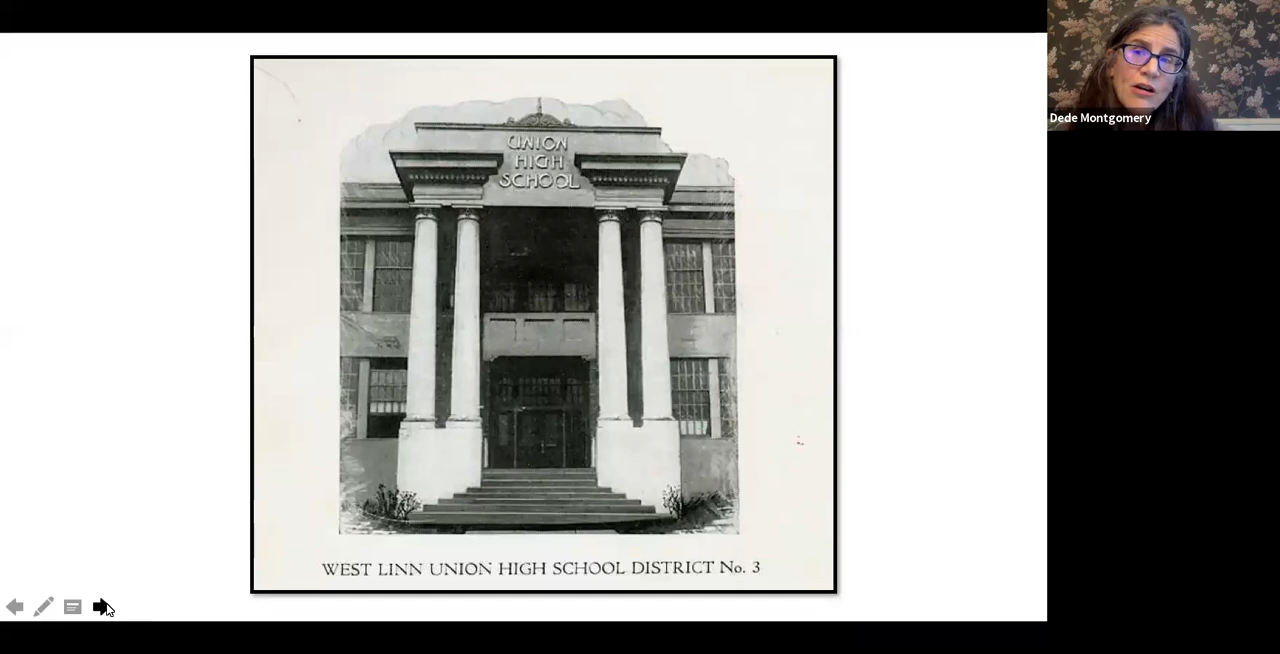 UNION
HIGH
SCHOOL
WEST LINN UNION HIGH SCHOOL DISTRICT No. 3
Dede Montgomery